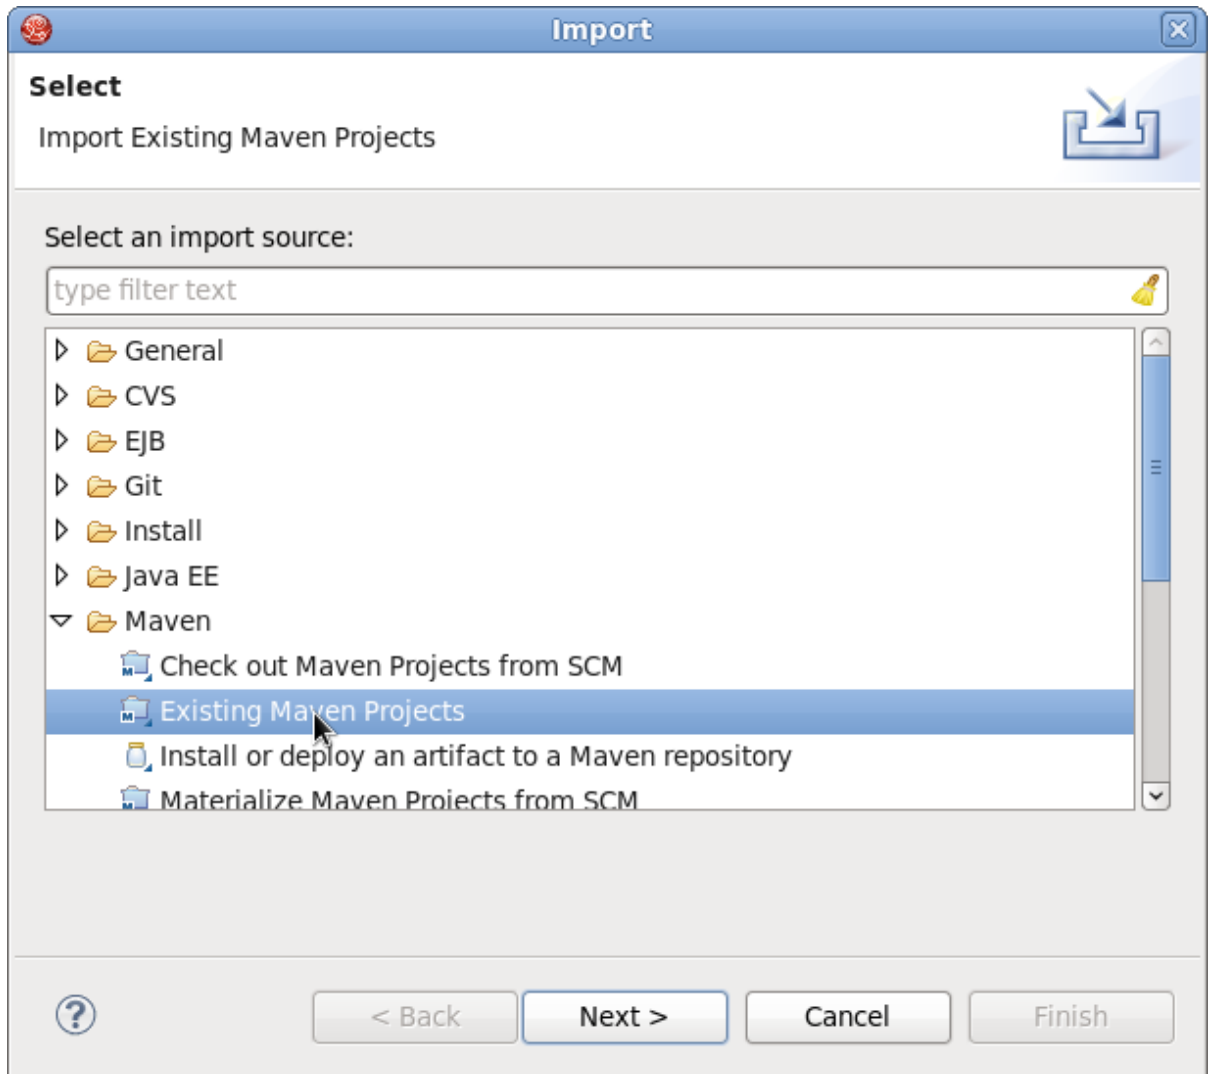 Import
Select
Import Existing Maven Projects
Select an import source:
type filter text
General
CVS
EJB
Git
Install
Java EE
Maven
Check out Maven Projects from SCM
Existing Maven Projects
Install or deploy an artifact to a Maven repository
Materialize Maven Projects from SCM
< Back Next > Cancel Finish